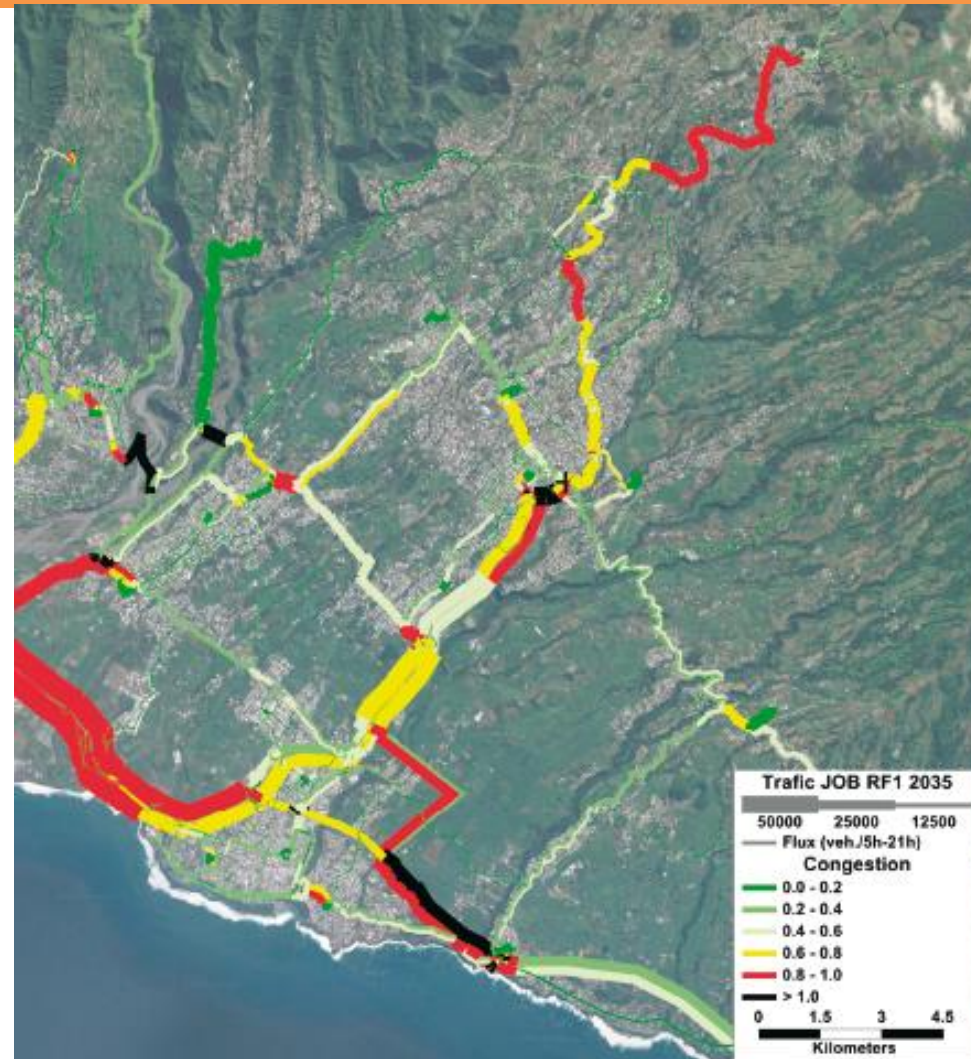 Trafic JOB RF1 2035
50000 25000 12500
Flux (veh./5h-21h)
Congestion
0.0 - 0.2
0.2 - 0.4
0.4 - 0.6
0.6 - 0.8
0.8 - 1.0
> 1.0
0 1.5 3 4.5
Kilometers